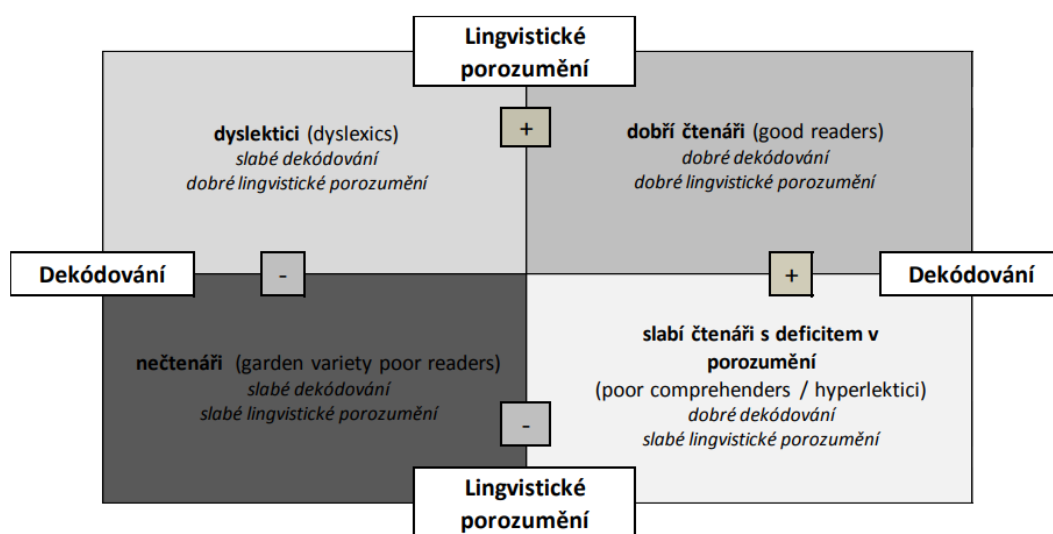 Lingvistické
porozumění
dyslektici (dyslexics)
slabé dekódování
dobré lingvistické porozumění
+
dobří čtenáři (good readers)
dobré dekódování
dobré lingvistické porozumění
Dekódování
-
+
Dekódování
nečtenáři (garden variety poor readers)
slabé dekódování
slabé lingvistické porozumění
slabí čtenáři s deficitem v
porozumění
(poor comprehenders / hyperlektici)
dobré dekódování
slabé lingvistické porozumění
-
Lingvistické
porozumění